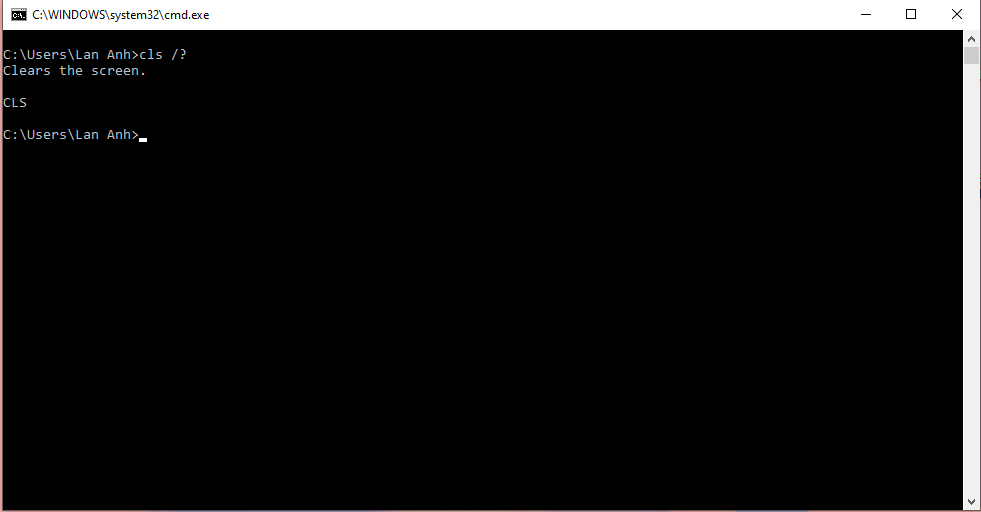 C:\WINDOWS\system32\cmd.exe
C:\Users\Lan Anh>cls /?
Clears the screen.
CLS
C:\Users\Lan Anh>